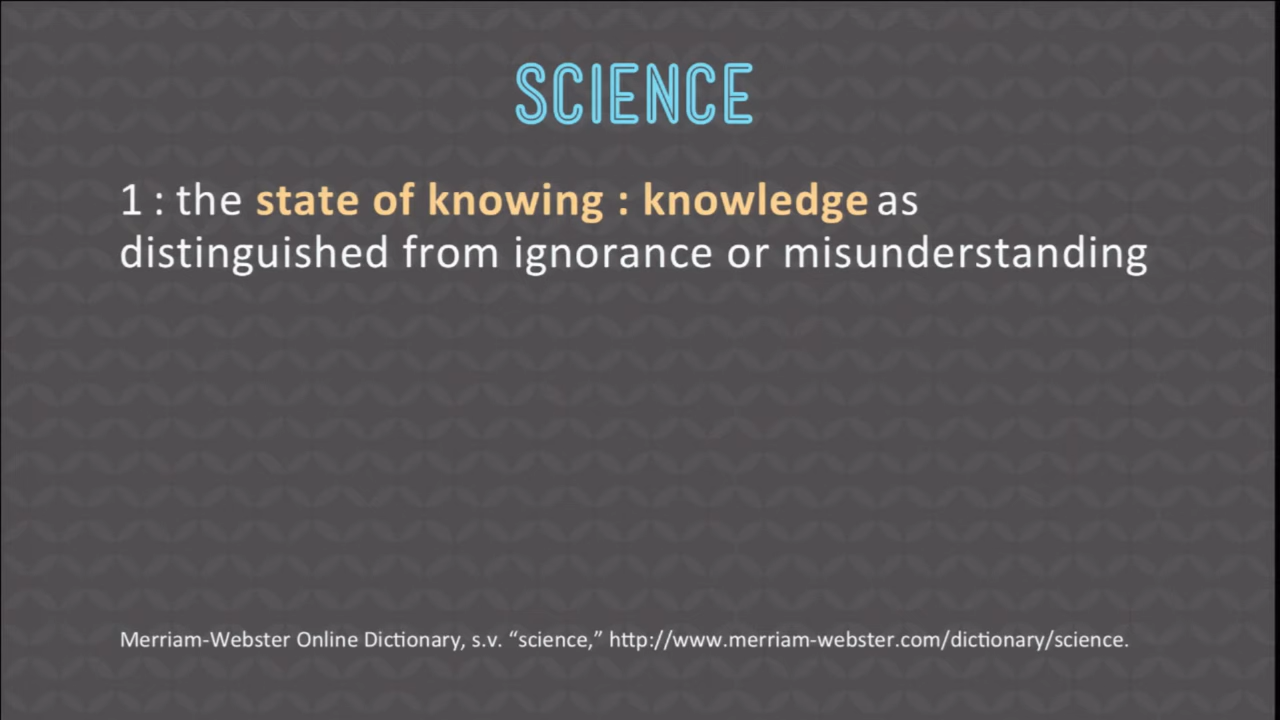 SCIENCE
1 : the state of knowing : knowledge as
distinguished from ignorance or misunderstanding
Merriam-Webster Online Dictionary, s.v. “science,” http://www.merriam-webster.com/dictionary/science.